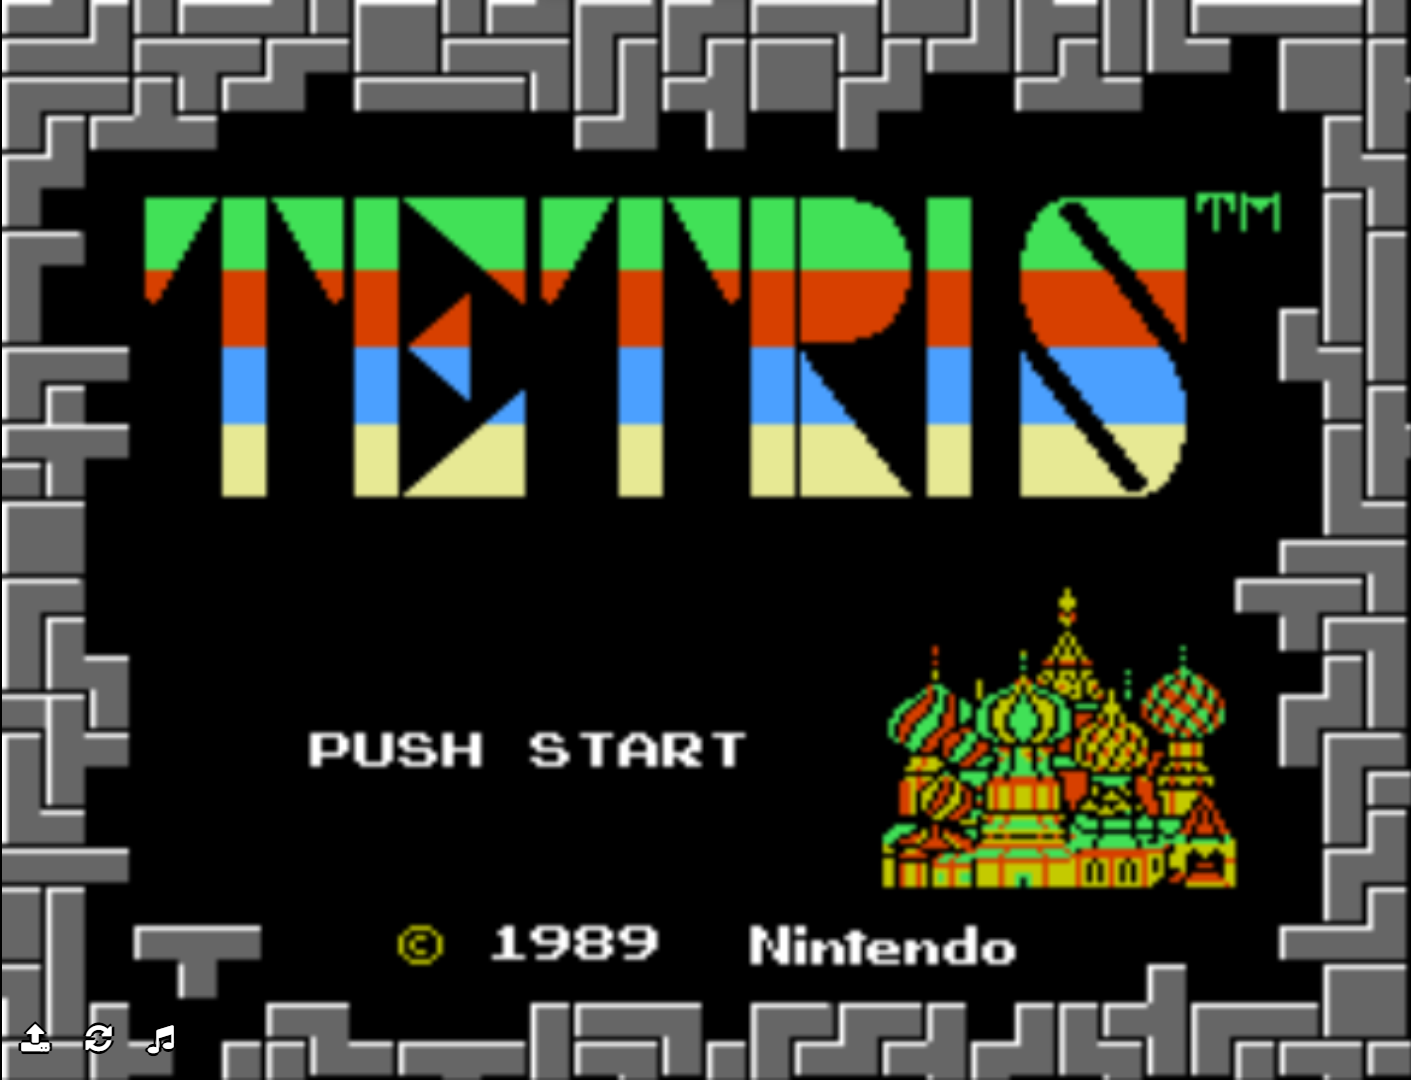 TETRIS™
PUSH START
© 1989 Nintendo